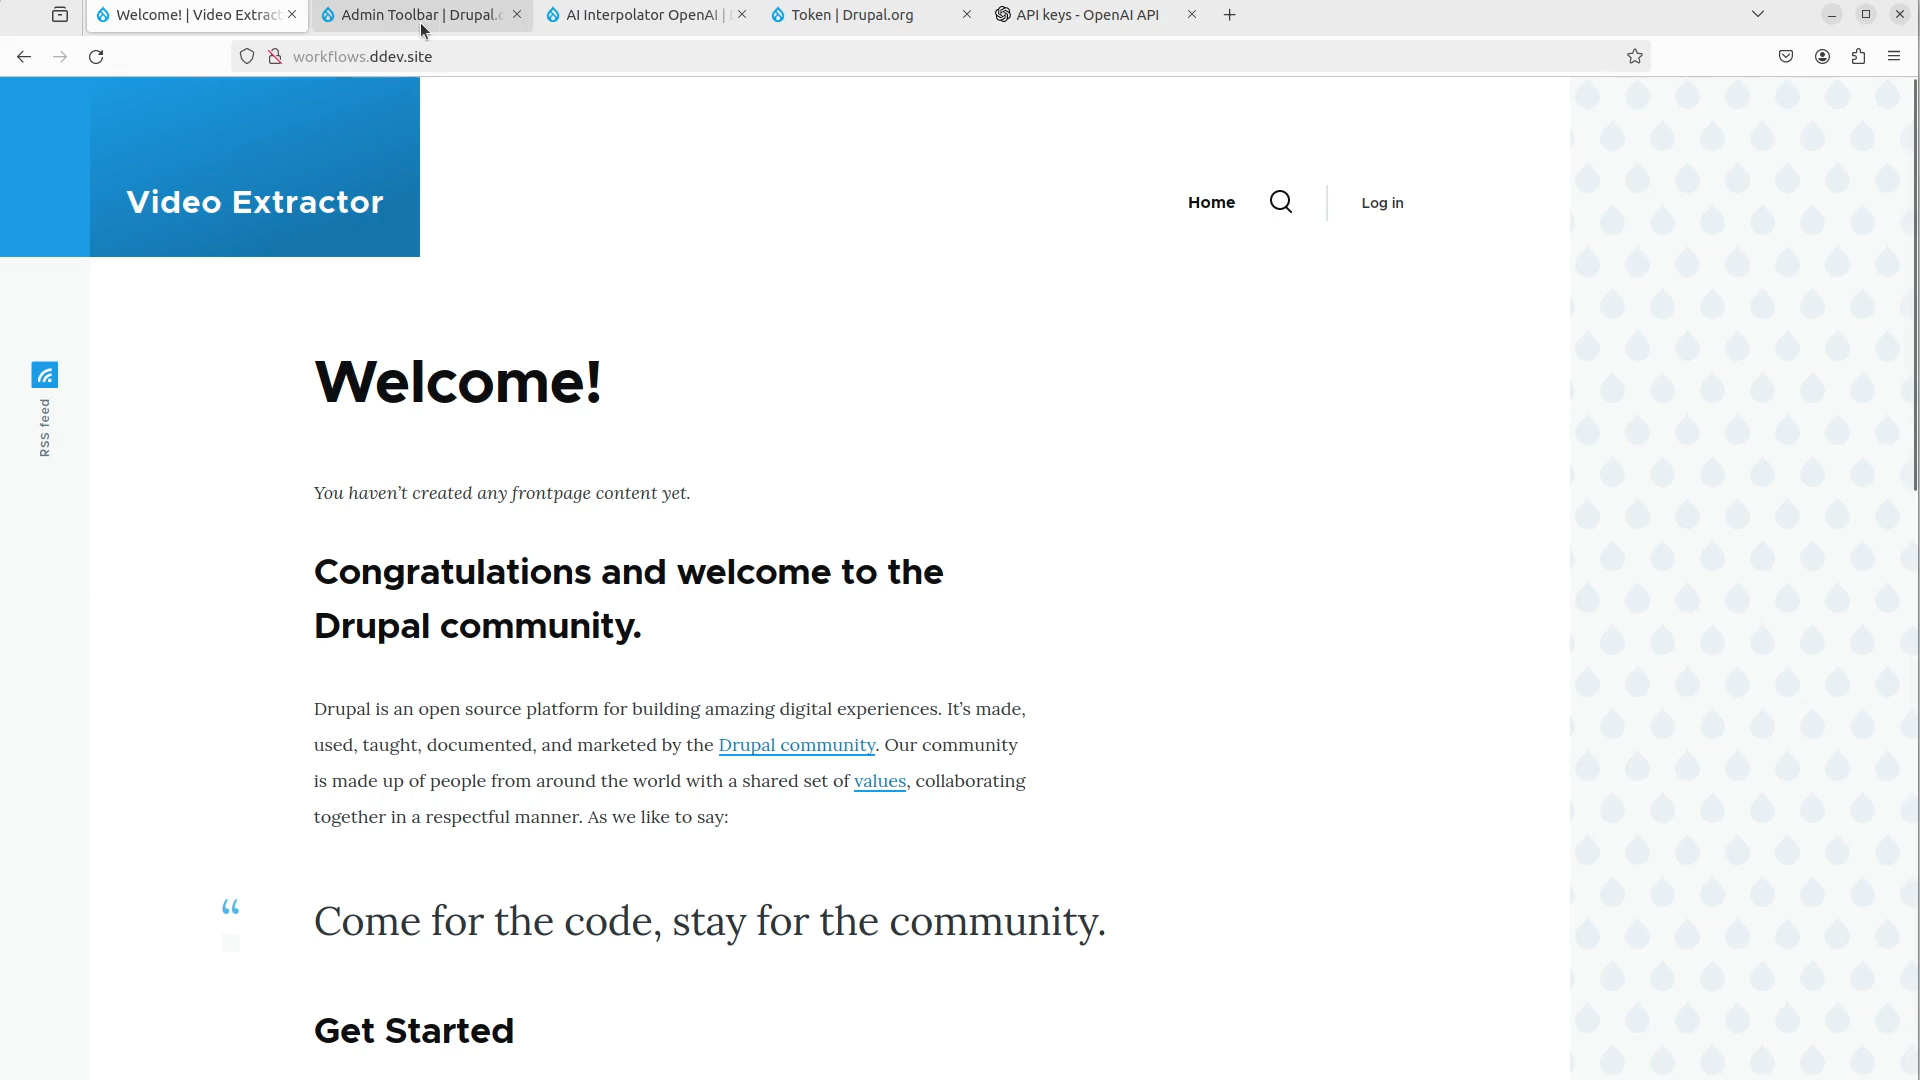 Welcome! | Video Extract
Admin Toolbar | Drupal.
AI Interpolator OpenAI |
Token | Drupal.org
API keys - OpenAI API
workflows.ddev.site
Video Extractor
Home
Log in
RSS feed
Welcome!
You haven’t created any frontpage content yet.
Congratulations and welcome to the
Drupal community.
Drupal is an open source platform for building amazing digital experiences. It’s made,
used, taught, documented, and marketed by the Drupal community. Our community
is made up of people from around the world with a shared set of values, collaborating
together in a respectful manner. As we like to say:
“
Come for the code, stay for the community.
Get Started